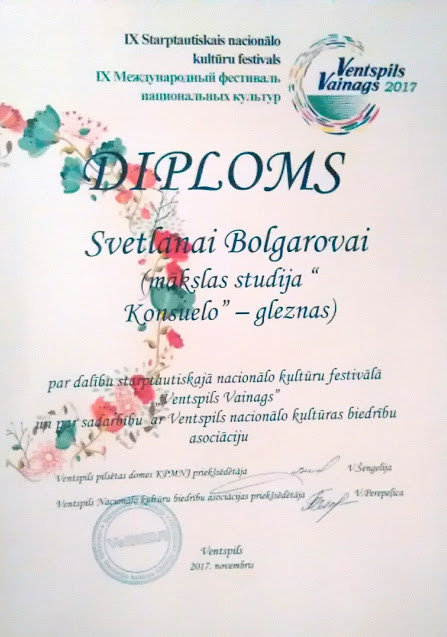 IX Starptautiskais nacionālo
kultūru festivals
IX Международный фестиваль
национальных культур
Ventspils
Vainags 2017
DIPLOMS
Svetlanai Bolgarovai
(mākslas studija “
Konsuelo” – gleznas)
par dalību starptautiskajā nacionālo kultūru festivālā
„Ventspils Vainags”
un par sadarbību ar Ventspils nacionālo kultūras biedrību
asociāciju
Ventspils pilsētas domes KPMNJ priekšsēdētāja V.Šengelija
Ventspils Nacionālo kultūru biedrību asociācijas priekšsēdētāja V.Perepeļica
Ventspils
2017. novembris